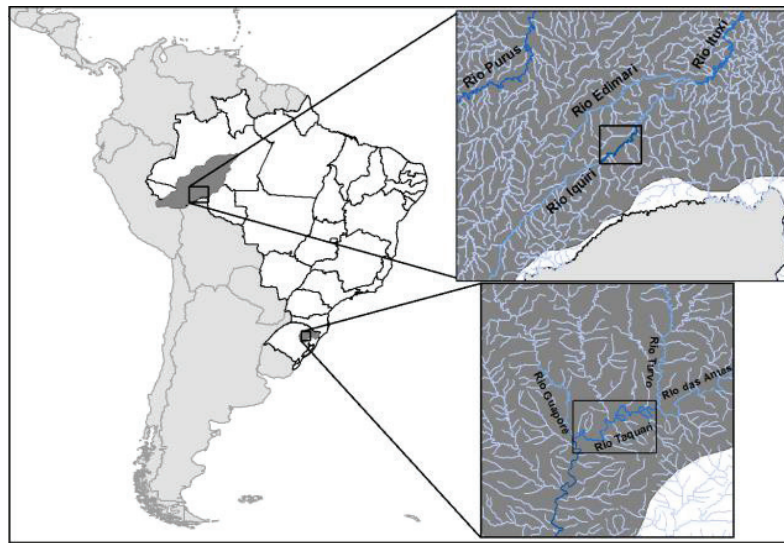 Rio Purus
Rio Edimari
Rio Ituxi
Rio Iquiri
Rio Guaporé
Rio Turvo
Rio das Antas
Rio Taquari